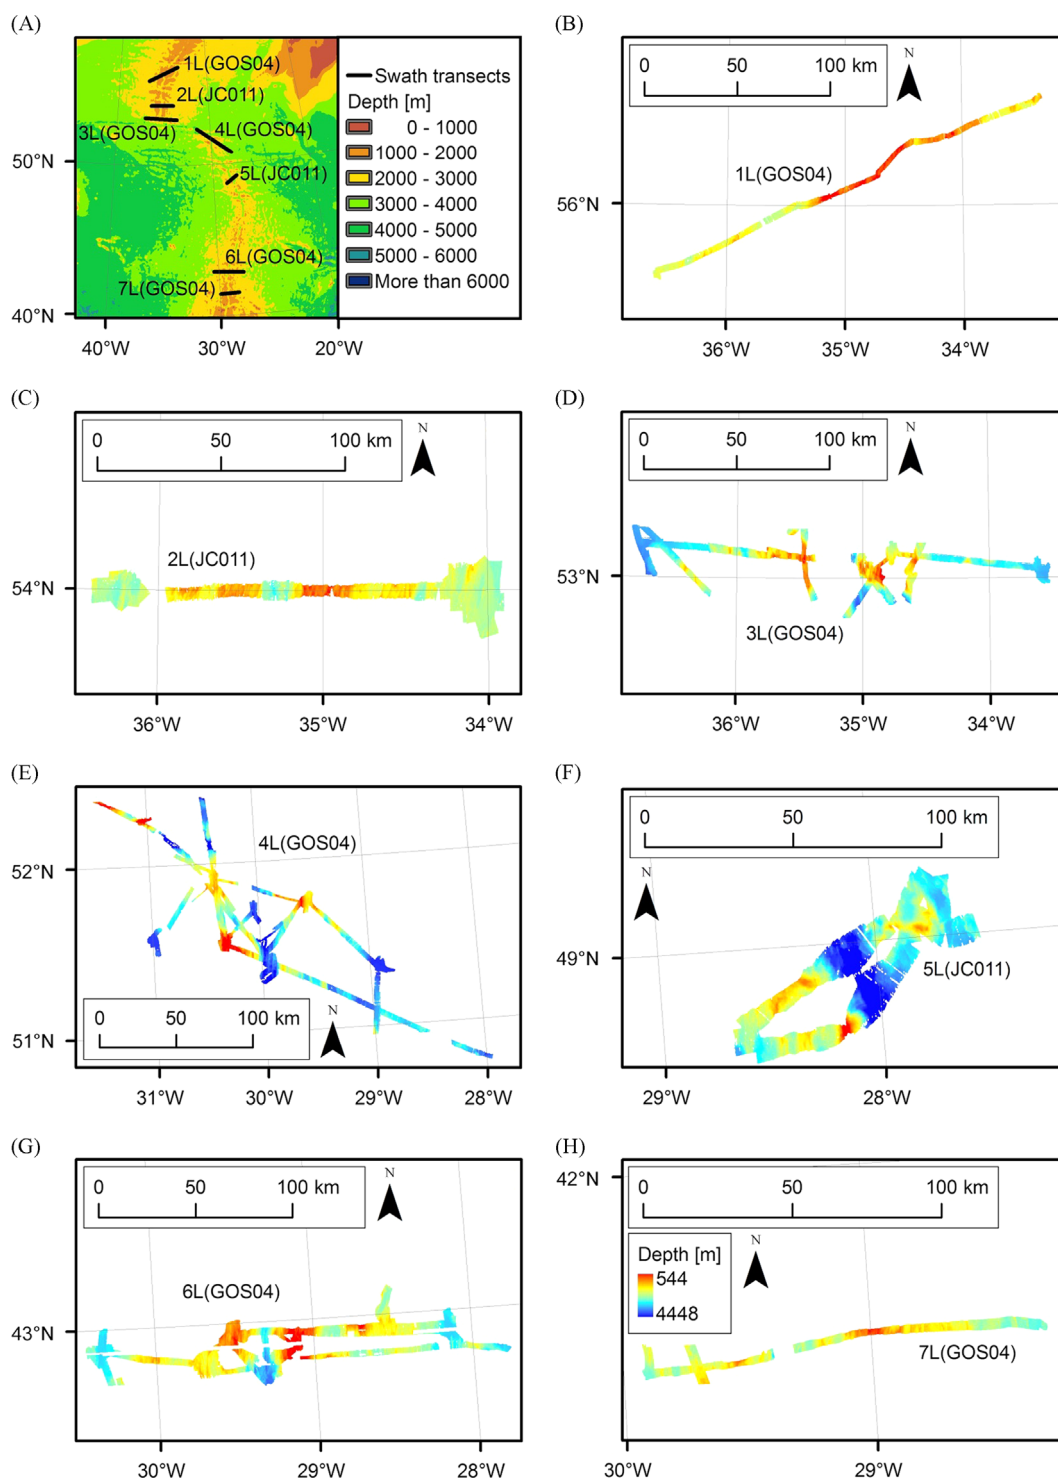 (A)
1L(GOS04)
2L(JC011)
3L(GOS04)
4L(GOS04)
5L(JC011)
6L(GOS04)
7L(GOS04)
50°N
40°N
40°W 30°W 20°W
Swath transects
Depth [m]
0 - 1000
1000 - 2000
2000 - 3000
3000 - 4000
4000 - 5000
5000 - 6000
More than 6000
(B)
0 50 100 km
N
1L(GOS04)
56°N
36°W 35°W 34°W
(C)
0 50 100 km
N
2L(JC011)
54°N
36°W 35°W 34°W
(D)
0 50 100 km
N
53°N
3L(GOS04)
36°W 35°W 34°W
(E)
4L(GOS04)
52°N
0 50 100 km
N
51°N
31°W 30°W 29°W 28°W
(F)
0 50 100 km
N
49°N
5L(JC011)
29°W 28°W
(G)
0 50 100 km
N
6L(GOS04)
43°N
30°W 29°W 28°W
(H)
42°N
0 50 100 km
N
Depth [m]
544
4448
7L(GOS04)
30°W 29°W